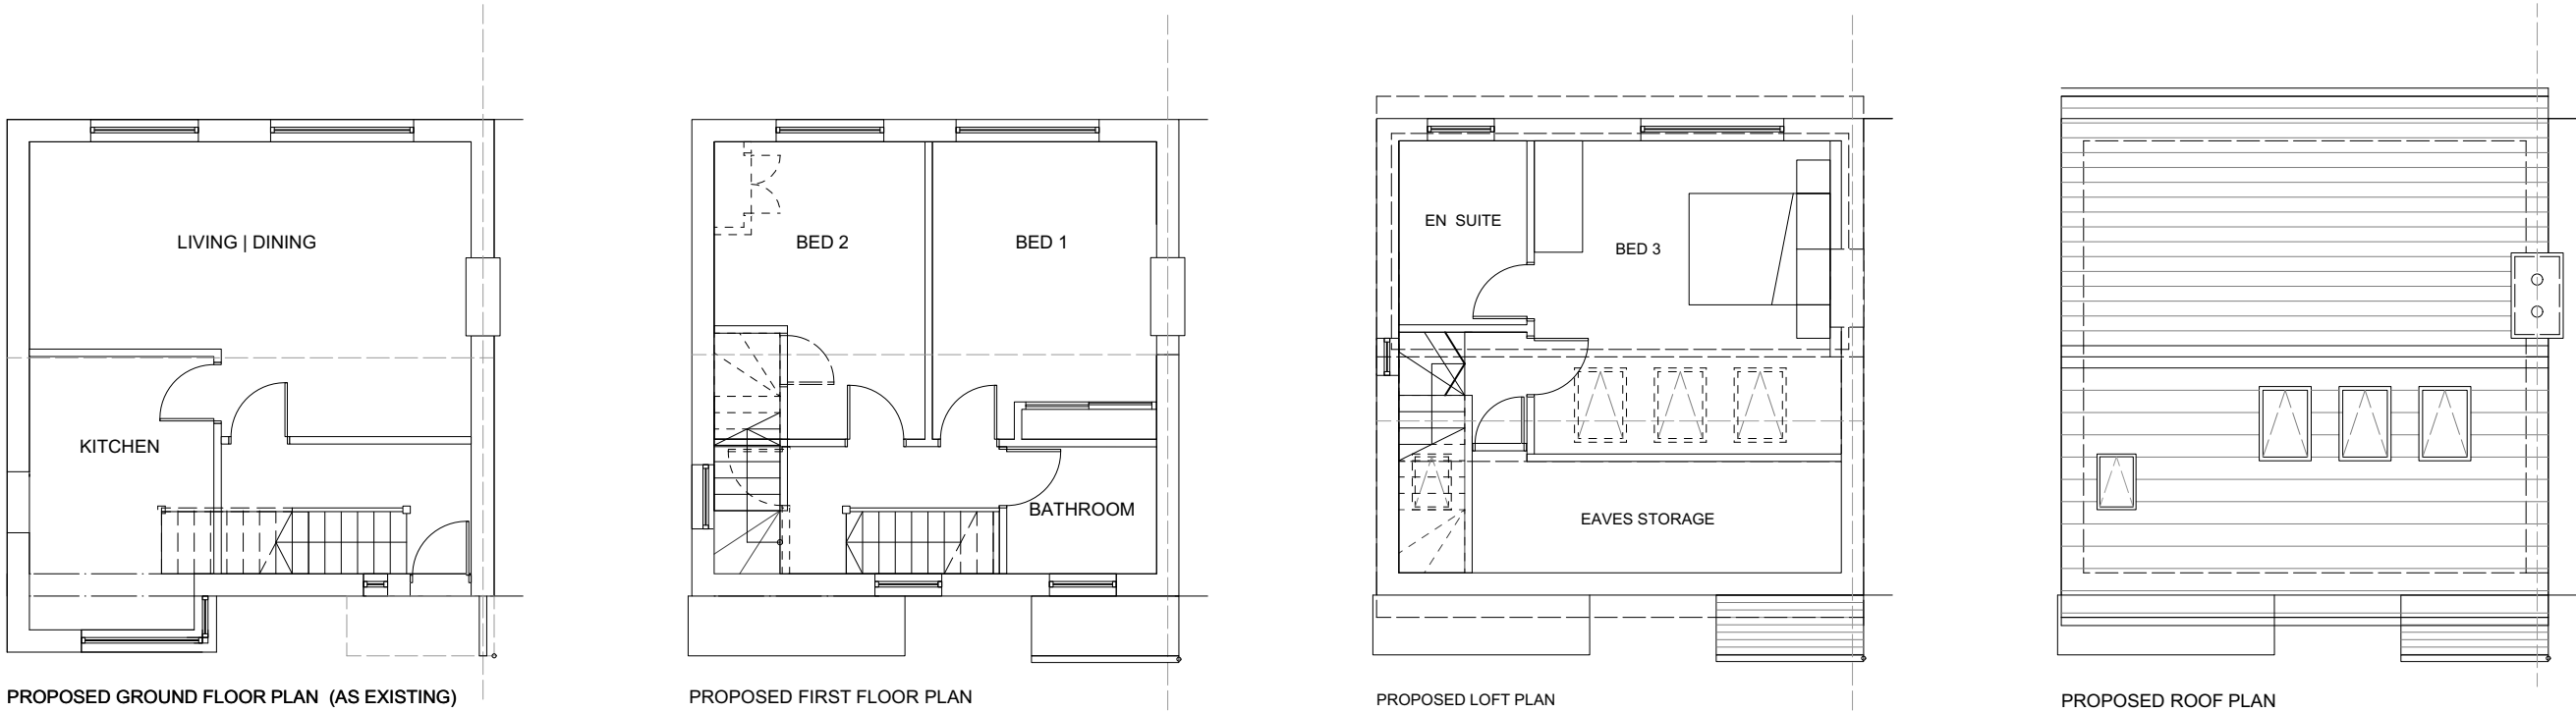 LIVING | DINING
KITCHEN
PROPOSED GROUND FLOOR PLAN (AS EXISTING)
BED 2
BED 1
BATHROOM
PROPOSED FIRST FLOOR PLAN
EN SUITE
BED 3
EAVES STORAGE
PROPOSED LOFT PLAN
PROPOSED ROOF PLAN